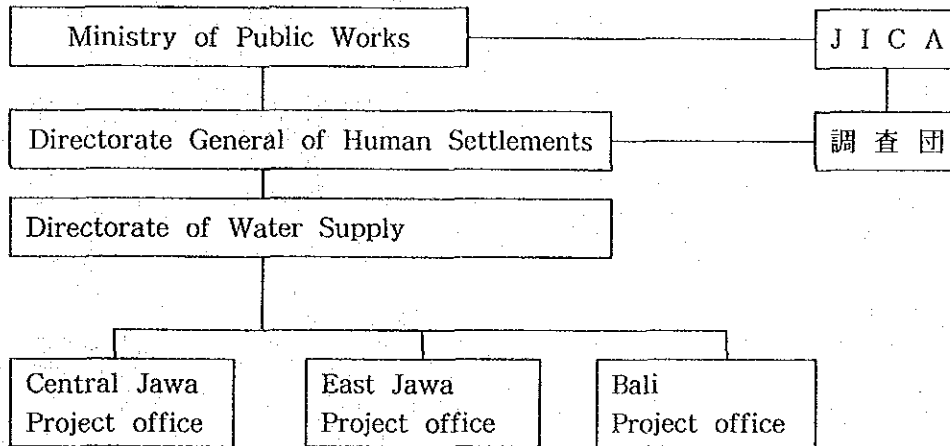 Ministry of Public Works
J I C A
Directorate General of Human Settlements
調 査 団
Directorate of Water Supply
Central Jawa
Project office
East Jawa
Project office
Bali
Project office